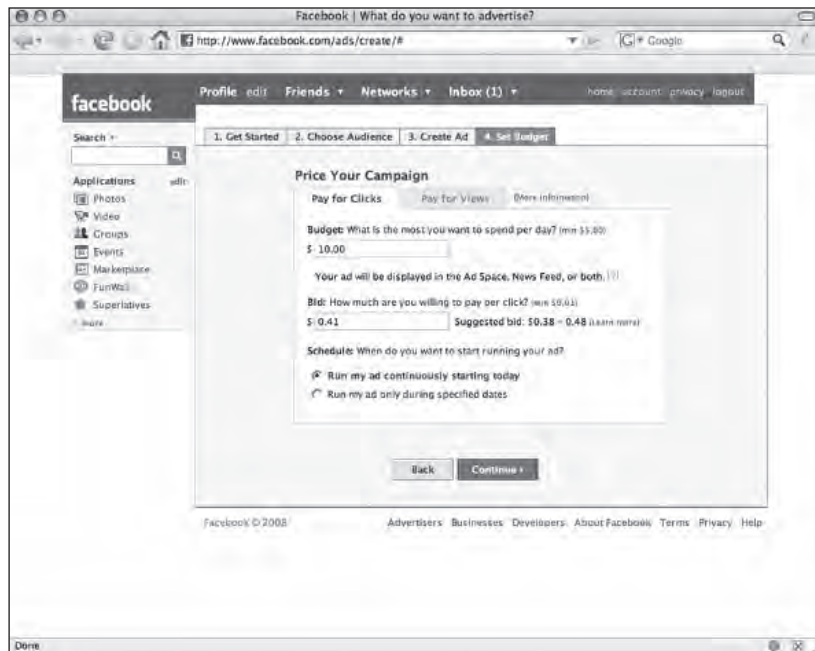 Facebook | What do you want to advertise?
http://www.facebook.com/ads/create/#
G Google
facebook
Profile edit Friends Networks Inbox (1) home account privacy logout
Search
1. Get Started 2. Choose Audience 3. Create Ad 4. Set Budget
Applications edit
Photos
Video
Groups
Events
Marketplace
FunWall
Superlatives
more
Price Your Campaign
Pay for Clicks Pay for Views (More information)
Budget: What is the most you want to spend per day? (min $5.00)
$ 10.00
Your ad will be displayed in the Ad Space, News Feed, or both. [?]
Bid: How much are you willing to pay per click? (min $0.01)
$ 0.41 Suggested bid: $0.38 - 0.48 (Learn more)
Schedule: When do you want to start running your ad?
Run my ad continuously starting today
Run my ad only during specified dates
Back Continue
Facebook © 2008 Advertisers Businesses Developers About Facebook Terms Privacy Help
Done